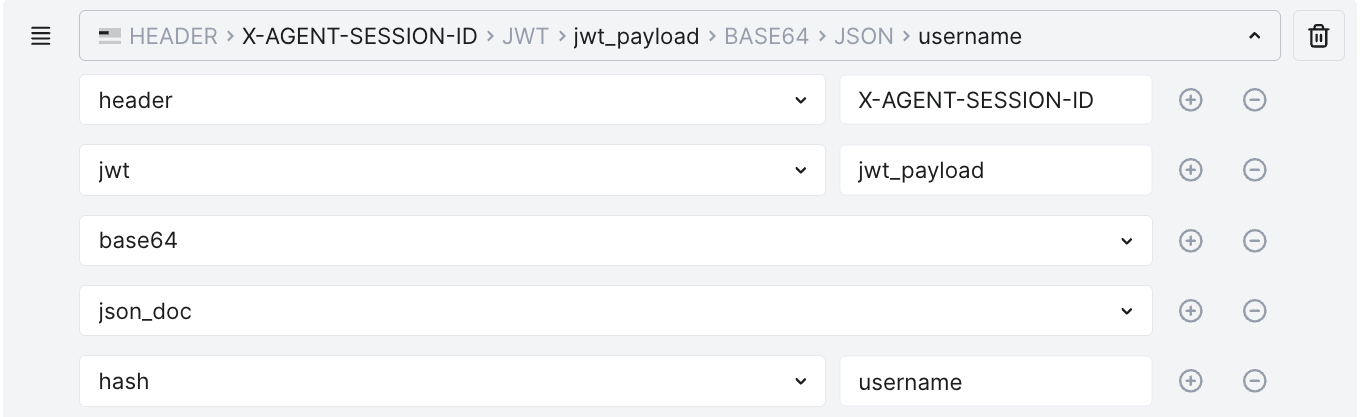 HEADER > X-AGENT-SESSION-ID > JWT > jwt_payload > BASE64 > JSON > username
header X-AGENT-SESSION-ID
jwt jwt_payload
base64
json_doc
hash username